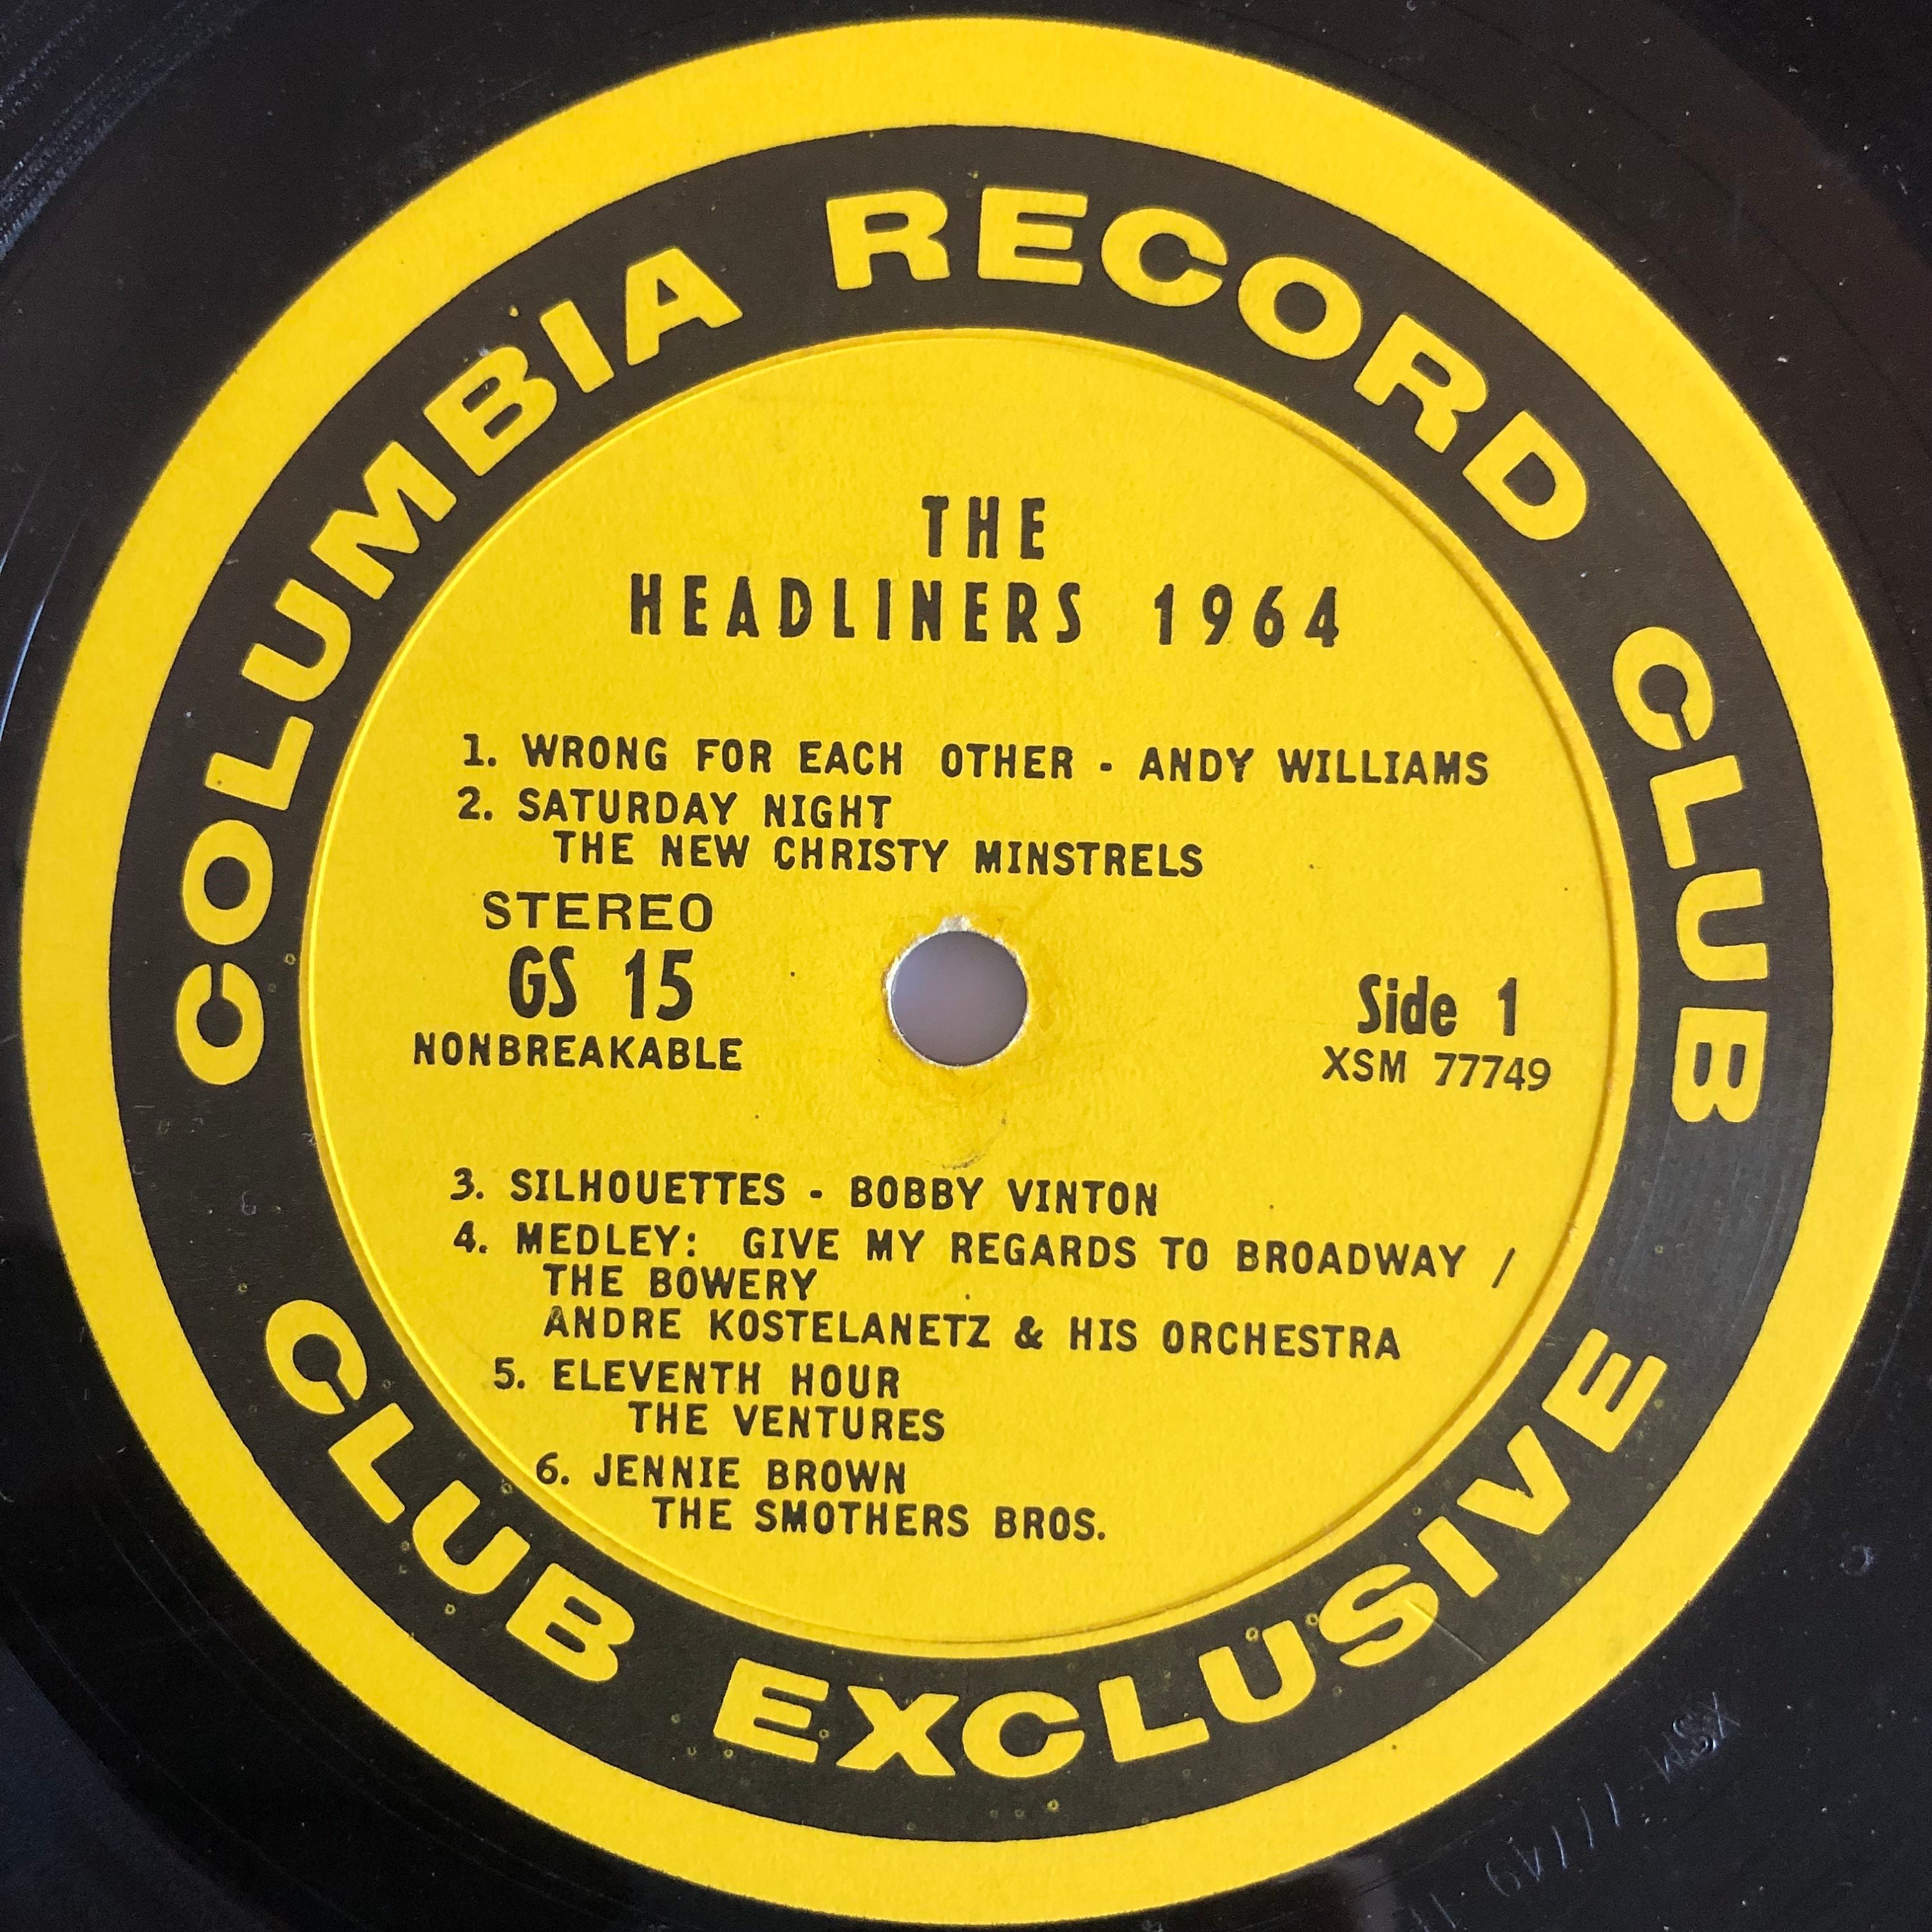 COLUMBIA RECORD CLUB
THE
HEADLINERS 1964
1. WRONG FOR EACH OTHER - ANDY WILLIAMS
2. SATURDAY NIGHT
THE NEW CHRISTY MINSTRELS
STEREO
GS 15
NONBREAKABLE
Side 1
XSM 77749
3. SILHOUETTES - BOBBY VINTON
4. MEDLEY: GIVE MY REGARDS TO BROADWAY /
THE BOWERY
ANDRE KOSTELANETZ & HIS ORCHESTRA
5. ELEVENTH HOUR
THE VENTURES
6. JENNIE BROWN
THE SMOTHERS BROS.
CLUB EXCLUSIVE
XSM 77749